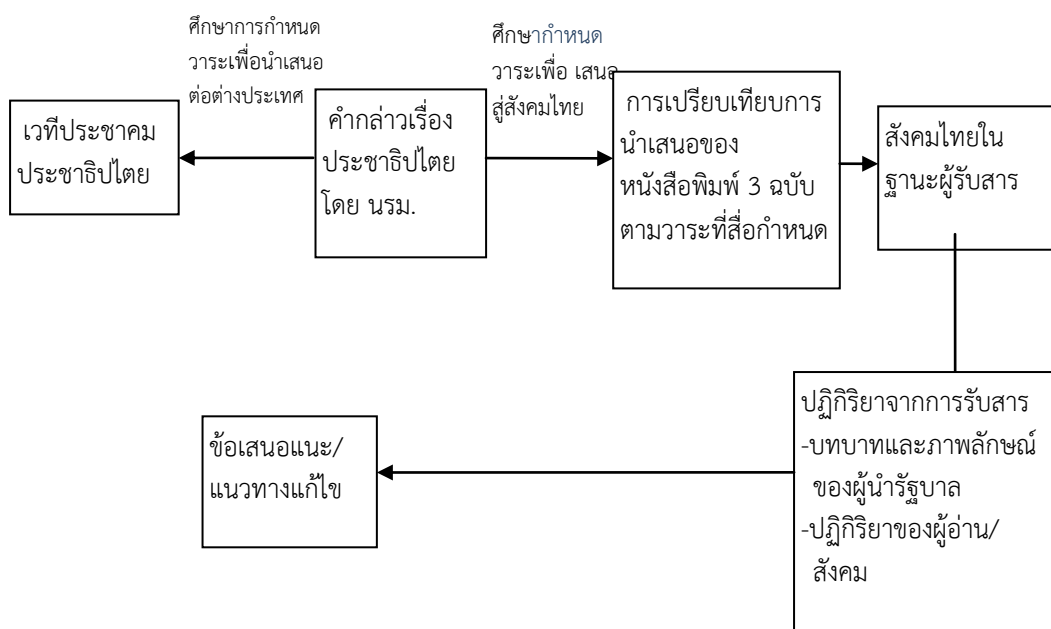 ศึกษาการกำหนด
วาระเพื่อนำเสนอ
ต่อต่างประเทศ
ศึกษากำหนด
วาระเพื่อ เสนอ
สู่สังคมไทย
เวทีประชาคม
ประชาธิปไตย
คำกล่าวเรื่อง
ประชาธิปไตย
โดย นรม.
การเปรียบเทียบการ
นำเสนอของ
หนังสือพิมพ์ 3 ฉบับ
ตามวาระที่สื่อกำหนด
สังคมไทยใน
ฐานะผู้รับสาร
ปฏิกิริยาจากการรับสาร
-บทบาทและภาพลักษณ์
ของผู้นำรัฐบาล
-ปฏิกิริยาของผู้อ่าน/
สังคม
ข้อเสนอแนะ/
แนวทางแก้ไข